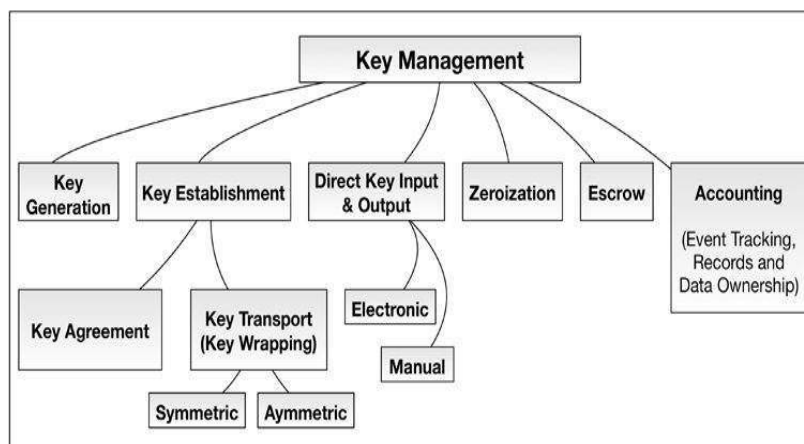 Key Management
Key
Generation
Key Establishment
Direct Key Input
& Output
Zeroization
Escrow
Accounting
(Event Tracking,
Records and
Data Ownership)
Key Agreement
Key Transport
(Key Wrapping)
Electronic
Manual
Symmetric
Aymmetric